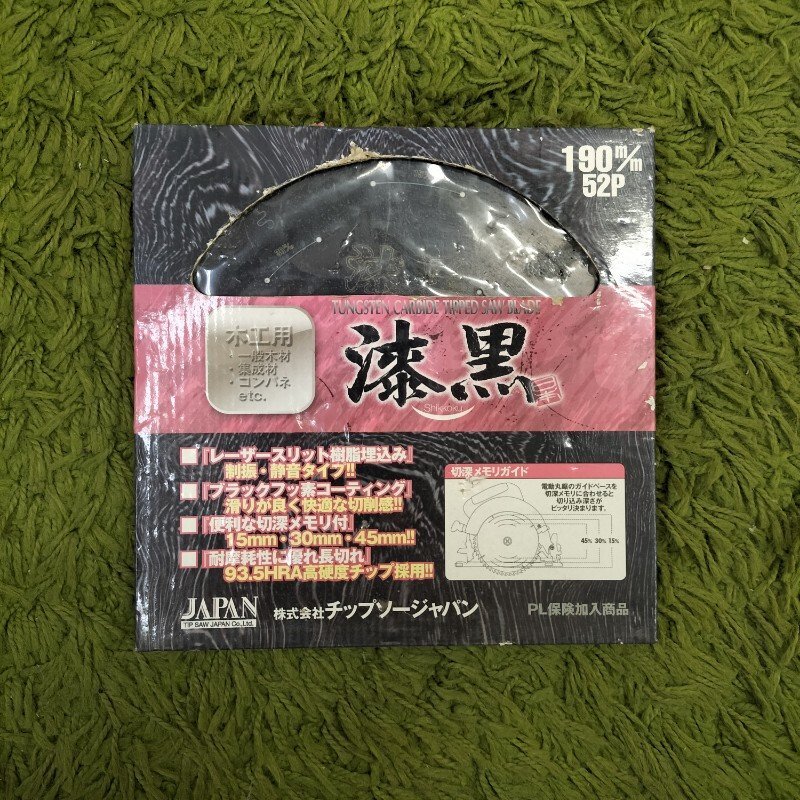 190m/m
52P
TUNGSTEN CARBIDE TIPPED SAW BLADE
木工用
・一般木材
・集成材
・コンパネ
etc.
漆黒
Shikkoku
■『レーザースリット樹脂埋込み』
制振・静音タイプ!!
■『ブラックフッ素コーティング』
滑りが良く快適な切削感!!
■『便利な切深メモリ付』
15mm・30mm・45mm!!
■『耐摩耗性に優れ長切れ』
93.5HRA高硬度チップ採用!!
切深メモリガイド
電動丸鋸のガイドベースを
切深メモリに合わせると
切り込み深さが
ピッタリ決まります。
45% 30% 15%
JAPAN
TIP SAW JAPAN Co.,Ltd.
株式会社チップソージャパン
PL保険加入商品